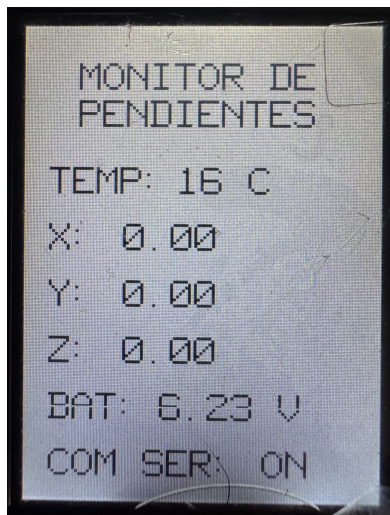 MONITOR DE
PENDIENTES
TEMP: 16 C
X: 0.00
Y: 0.00
Z: 0.00
BAT: 6.23 V
COM SER: ON